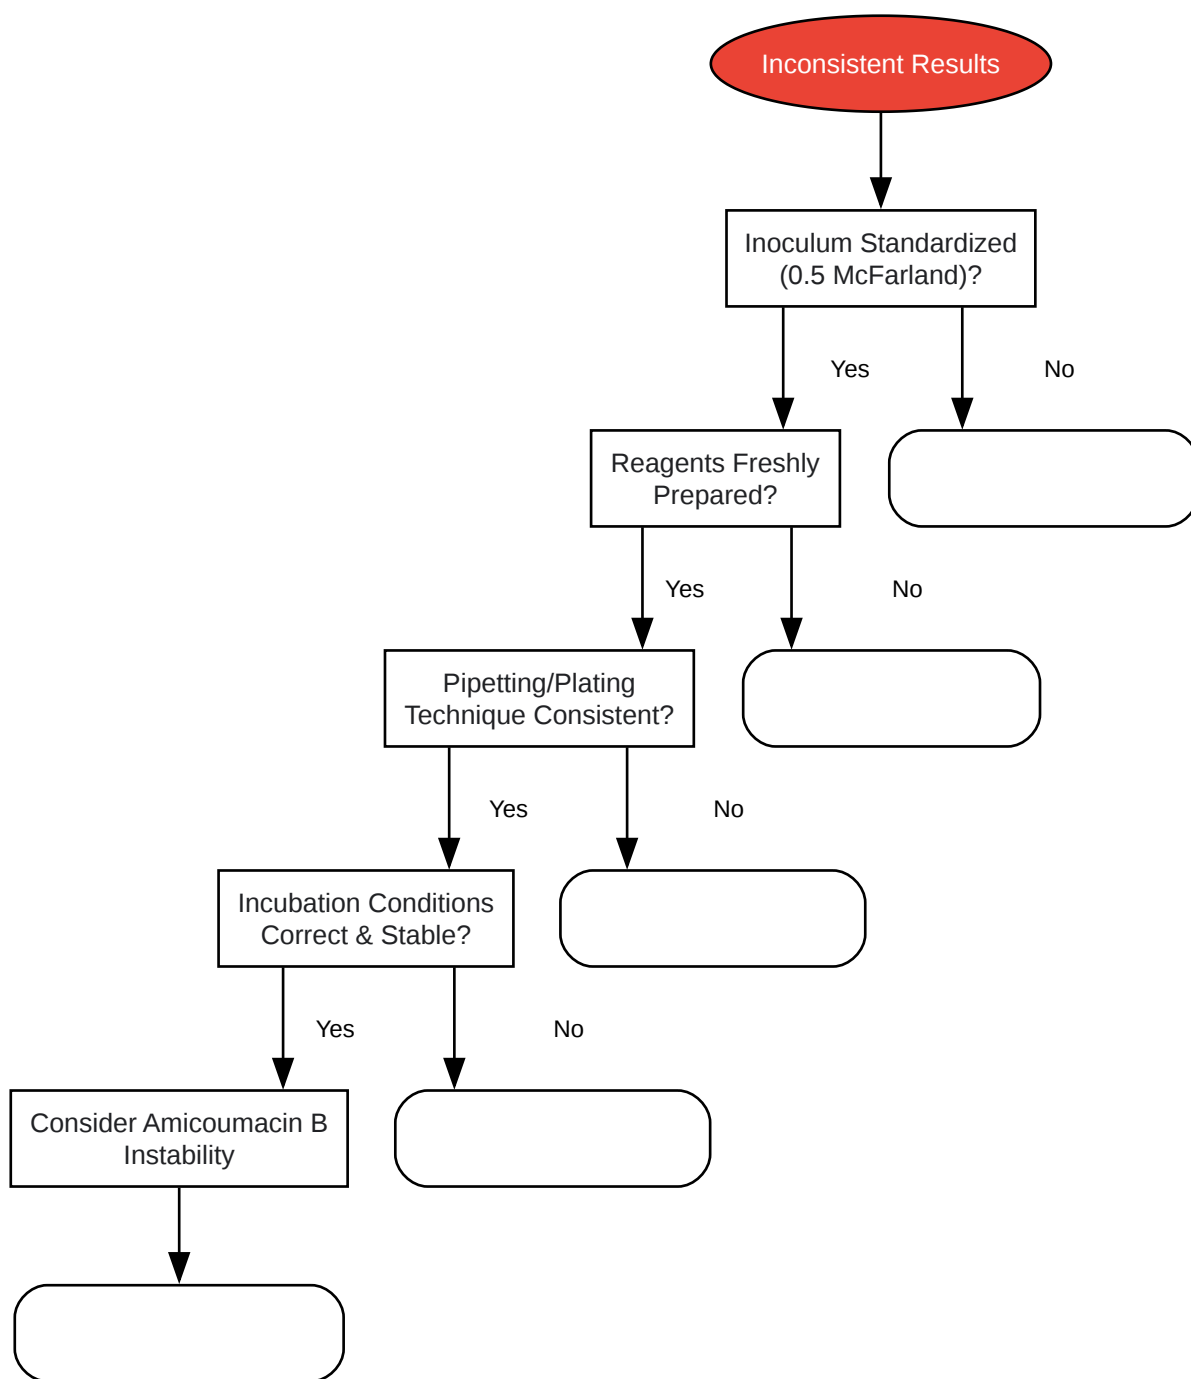 Inconsistent Results
Inoculum Standardized
(0.5 McFarland)?
Yes
No
Reagents Freshly
Prepared?
Yes
No
Pipetting/Plating
Technique Consistent?
Yes
No
Incubation Conditions
Correct & Stable?
Yes
No
Consider Amicoumacin B
Instability